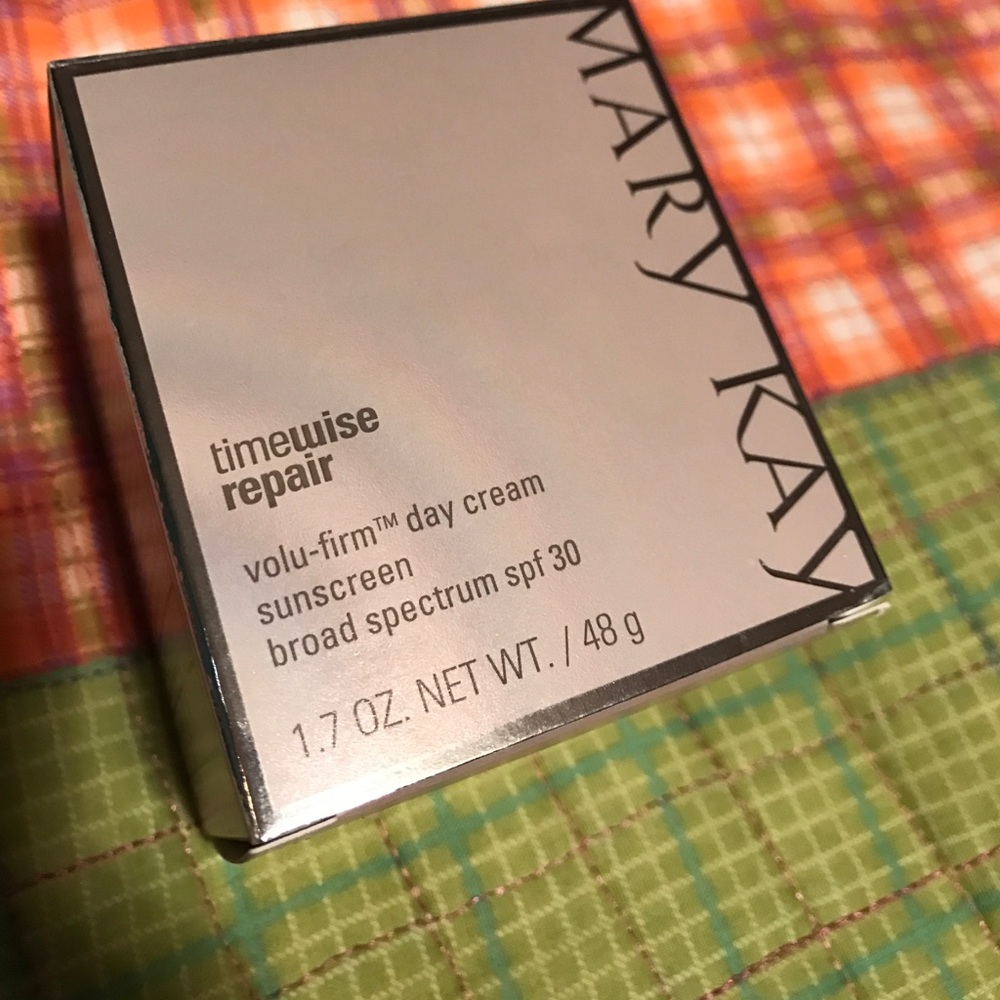 MARY KAY
timewise
repair
volu-firm™ day cream
sunscreen
broad spectrum spf 30
1.7 OZ. NET WT. / 48 g